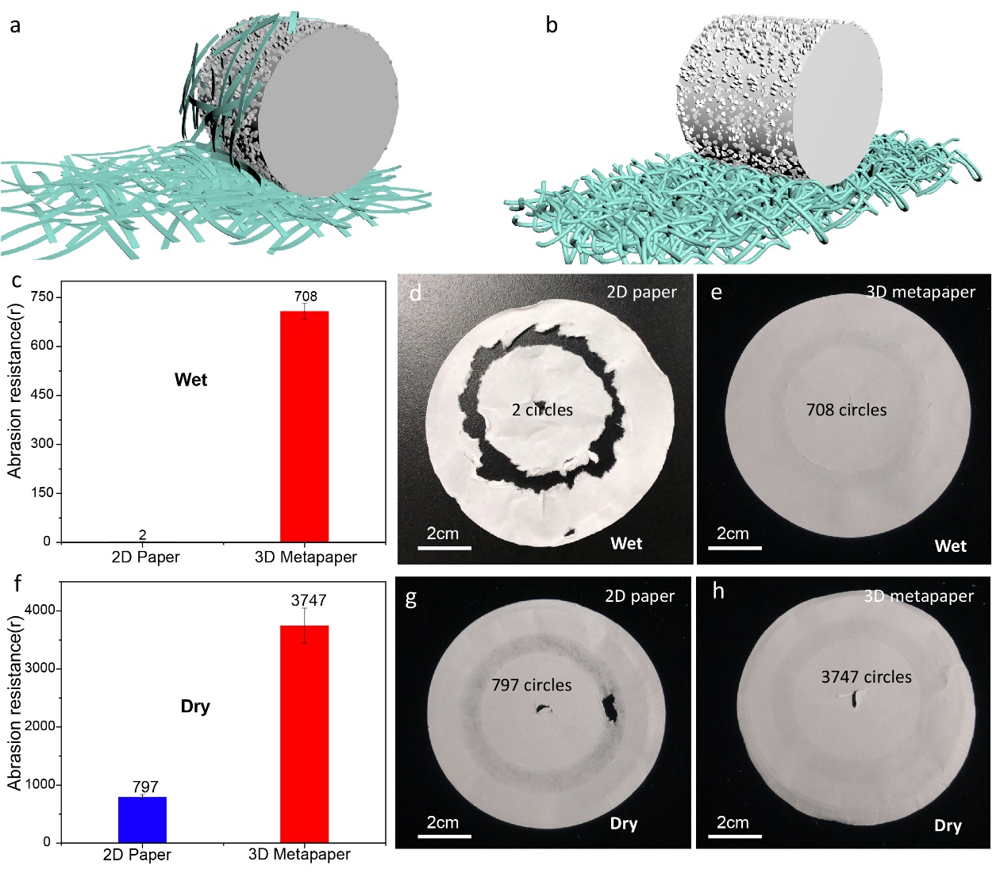 a
b
c
Abrasion resistance(r)
750
600
450
300
150
0
708
Wet
2
2D Paper
3D Metapaper
d
2D paper
2 circles
2cm
Wet
e
3D metapaper
708 circles
2cm
Wet
f
Abrasion resistance(r)
4000
3000
2000
1000
0
3747
Dry
797
2D Paper
3D Metapaper
g
2D paper
797 circles
2cm
Dry
h
3D metapaper
3747 circles
2cm
Dry